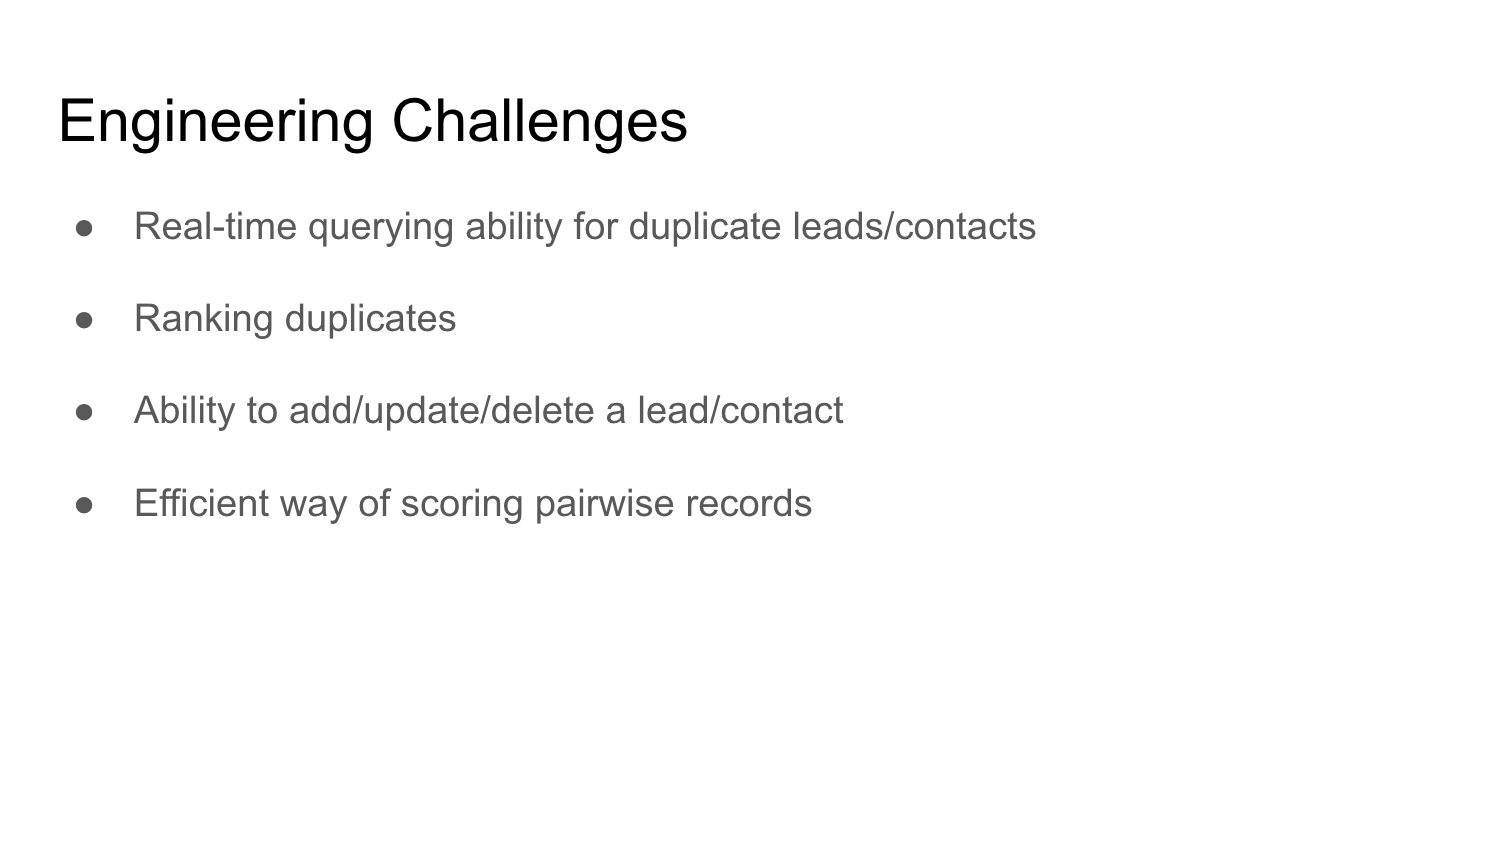 Engineering Challenges
● Real-time querying ability for duplicate leads/contacts
● Ranking duplicates
● Ability to add/update/delete a lead/contact
● Efficient way of scoring pairwise records